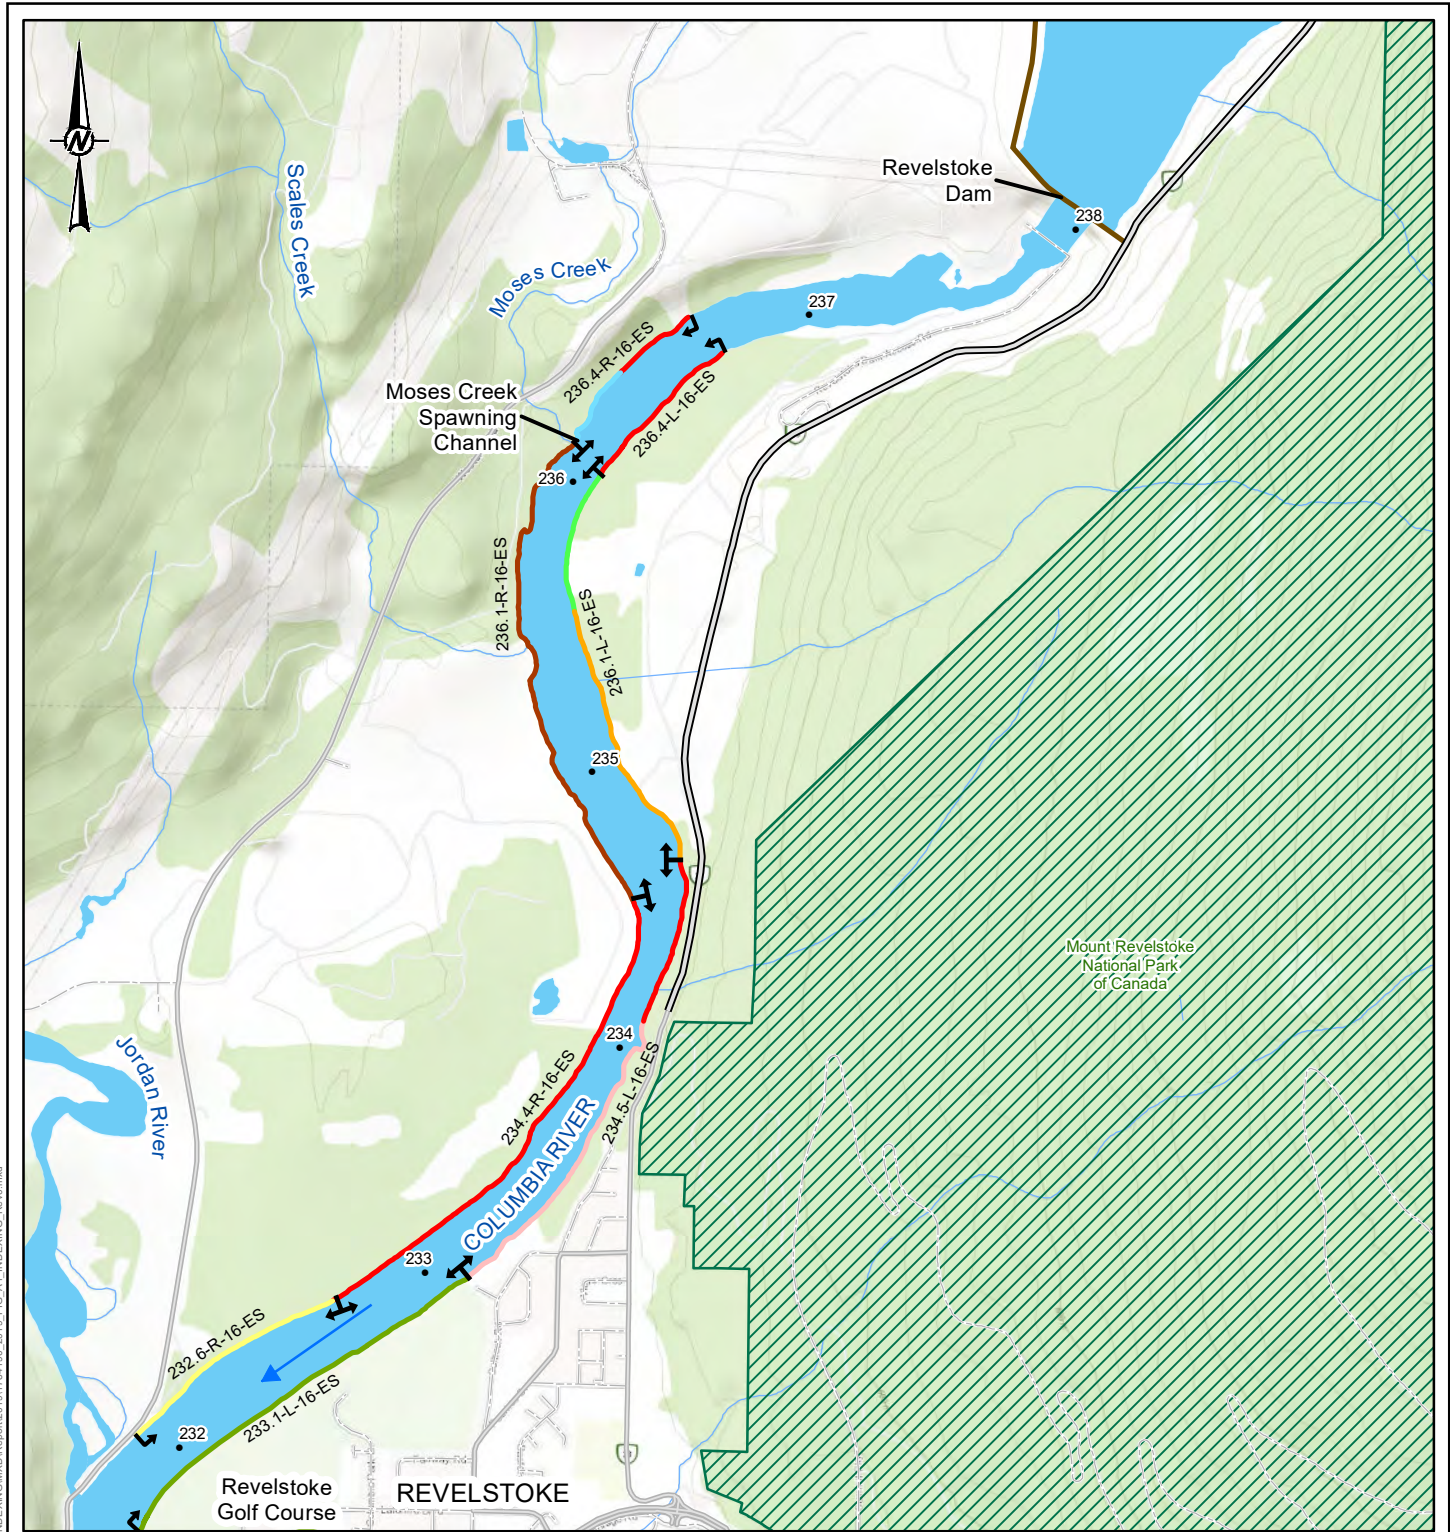 N
Revelstoke
Dam
238
Scales Creek
Moses Creek
237
236.4-R-16-ES
236.4-L-16-ES
Moses Creek
Spawning
Channel
236
236.1-R-16-ES
236.1-L-16-ES
235
Mount Revelstoke
National Park
of Canada
234
Jordan River
234.4-R-16-ES
234.5-L-16-ES
COLUMBIA RIVER
233
232.6-R-16-ES
233.1-L-16-ES
232
Revelstoke
Golf Course
REVELSTOKE